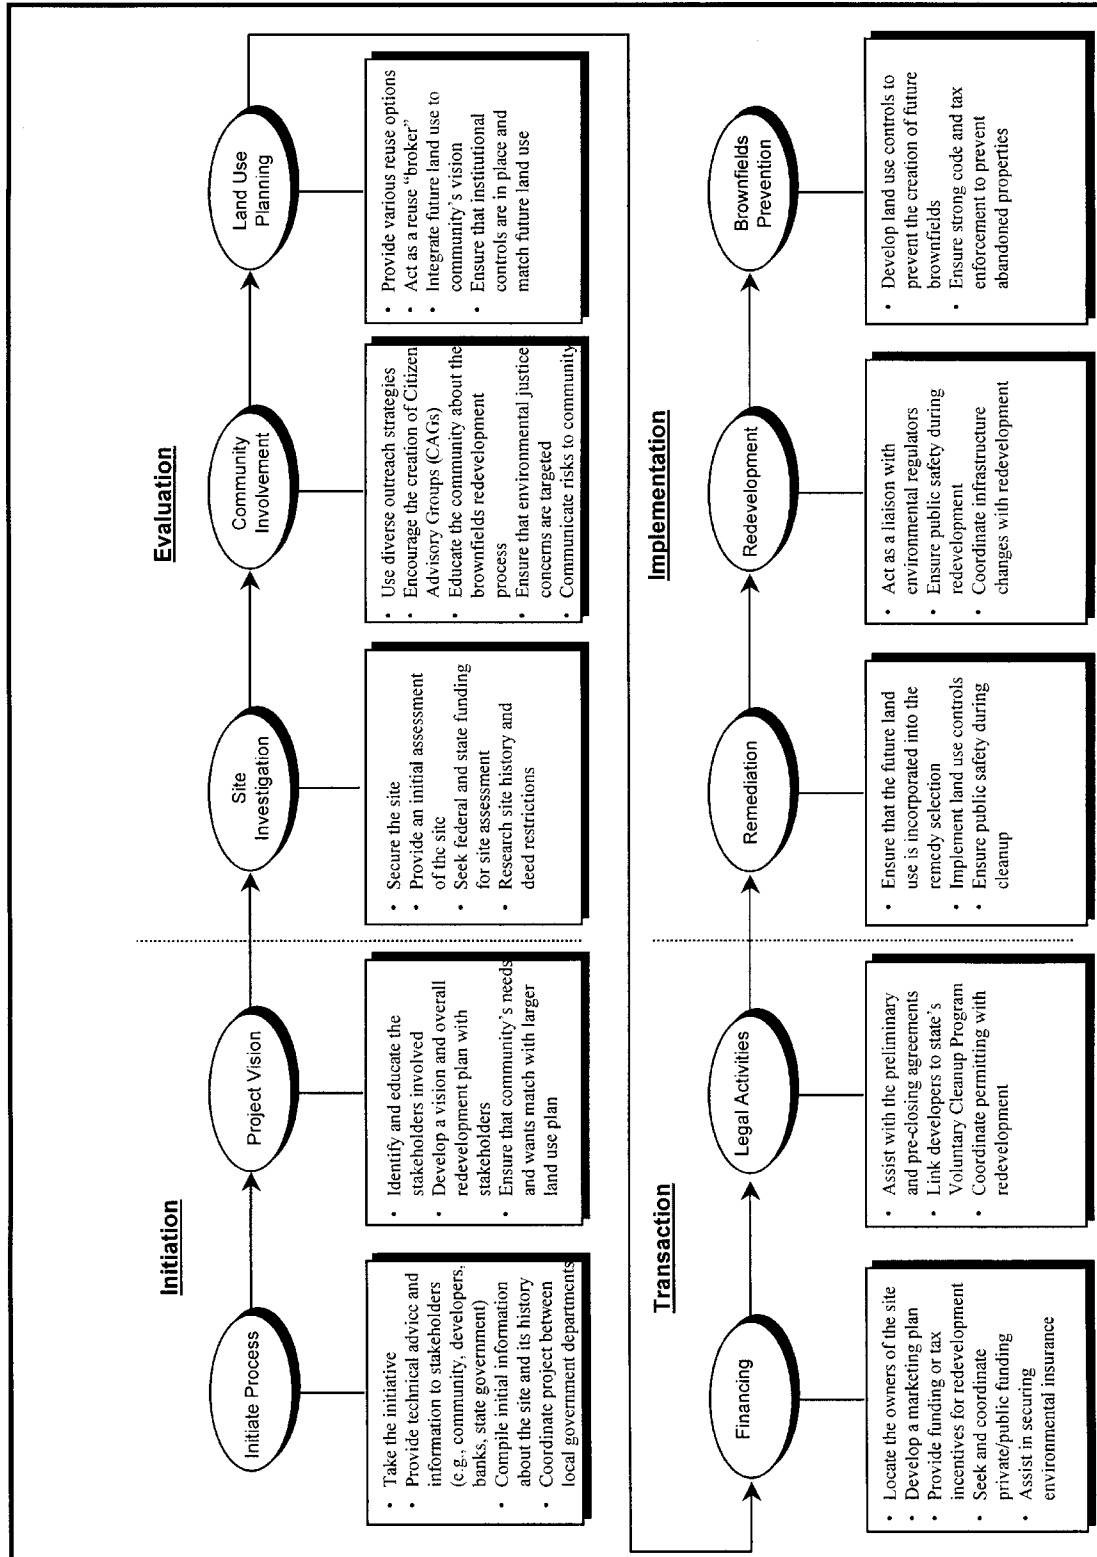 Initiation
Evaluation
Initiate Process
Project Vision
Site
Investigation
Community
Involvement
Land Use
Planning
• Take the initiative
• Provide technical advice and
information to stakeholders
(e.g., community, developers,
banks, state government)
• Compile initial information
about the site and its history
• Coordinate project between
local government departments
• Identify and educate the
stakeholders involved
• Develop a vision and overall
redevelopment plan with
stakeholders
• Ensure that community's needs
and wants match with larger
land use plan
• Secure the site
• Provide an initial assessment
of the site
• Seek federal and state funding
for site assessment
• Research site history and
deed restrictions
• Use diverse outreach strategies
• Encourage the creation of Citizen
Advisory Groups (CAGs)
• Educate the community about the
brownfields redevelopment
process
• Ensure that environmental justice
concerns are targeted
• Communicate risks to community
• Provide various reuse options
• Act as a reuse “broker”
• Integrate future land use to
community's vision
• Ensure that institutional
controls are in place and
match future land use
Transaction
Implementation
Financing
Legal Activities
Remediation
Redevelopment
Brownfields
Prevention
• Locate the owners of the site
• Develop a marketing plan
• Provide funding or tax
incentives for redevelopment
• Seek and coordinate
private/public funding
• Assist in securing
environmental insurance
• Assist with the preliminary
and pre-closing agreements
• Link developers to state's
Voluntary Cleanup Program
• Coordinate permitting with
redevelopment
• Ensure that the future land
use is incorporated into the
remedy selection
• Implement land use controls
• Ensure public safety during
cleanup
• Act as a liaison with
environmental regulators
• Ensure public safety during
redevelopment
• Coordinate infrastructure
changes with redevelopment
• Develop land use controls to
prevent the creation of future
brownfields
• Ensure strong code and tax
enforcement to prevent
abandoned properties